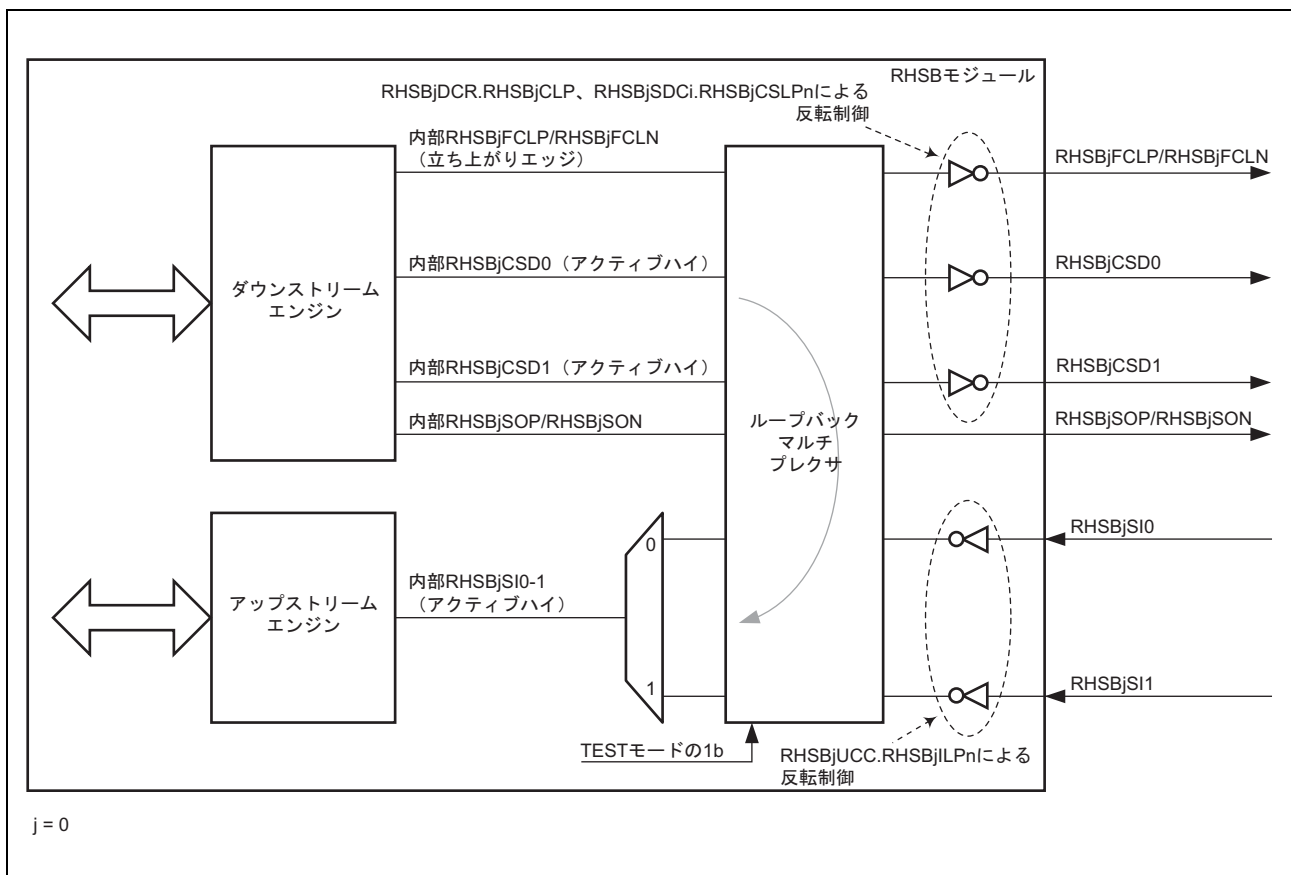 RHSBモジュール
RHSBjDCR.RHSBjCLP、RHSBjSDCi.RHSBjCSLPnによる
反転制御
内部RHSBjFCLP/RHSBjFCLN
（立ち上がりエッジ）
RHSBjFCLP/RHSBjFCLN
内部RHSBjCSD0（アクティブハイ）
RHSBjCSD0
ダウンストリーム
エンジン
内部RHSBjCSD1（アクティブハイ）
RHSBjCSD1
内部RHSBjSOP/RHSBjSON
RHSBjSOP/RHSBjSON
ループバック
マルチ
プレクサ
RHSBjSI0
0
アップストリーム
エンジン
内部RHSBjSI0-1
（アクティブハイ）
1
RHSBjSI1
TESTモードの1b
RHSBjUCC.RHSBjILPnによる
反転制御
j = 0